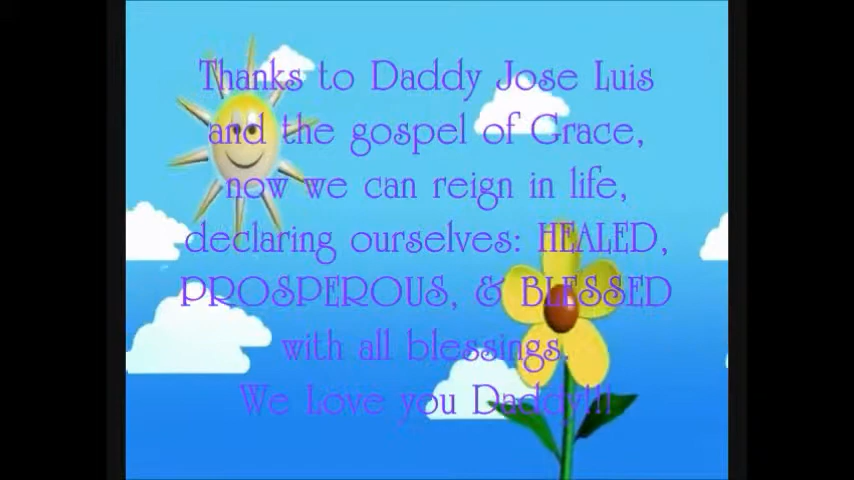 Thanks to Daddy Jose Luis
and the gospel of Grace,
now we can reign in life,
declaring ourselves: HEALED,
PROSPEROUS, & BLESSED
with all blessings.
We Love you Daddy!!!